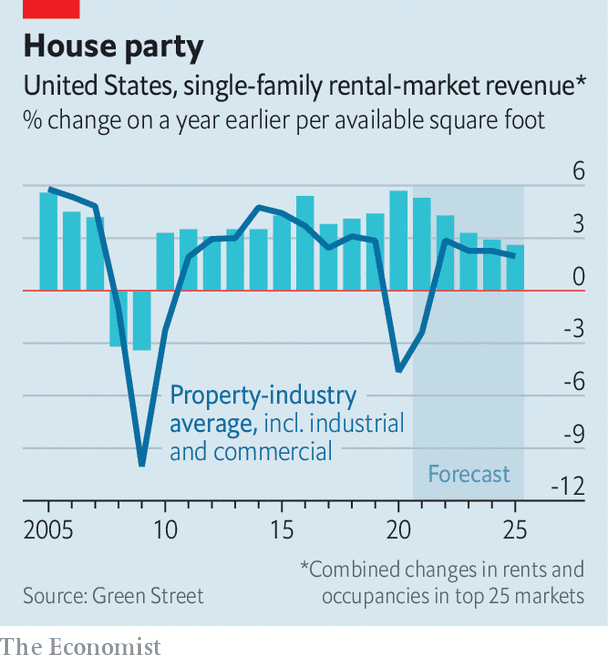 House party
United States, single-family rental-market revenue*
% change on a year earlier per available square foot
6
3
0
-3
-6
-9
-12
Property-industry
average, incl. industrial
and commercial
Forecast
2005 10 15 20 25
*Combined changes in rents and
occupancies in top 25 markets
Source: Green Street
The Economist